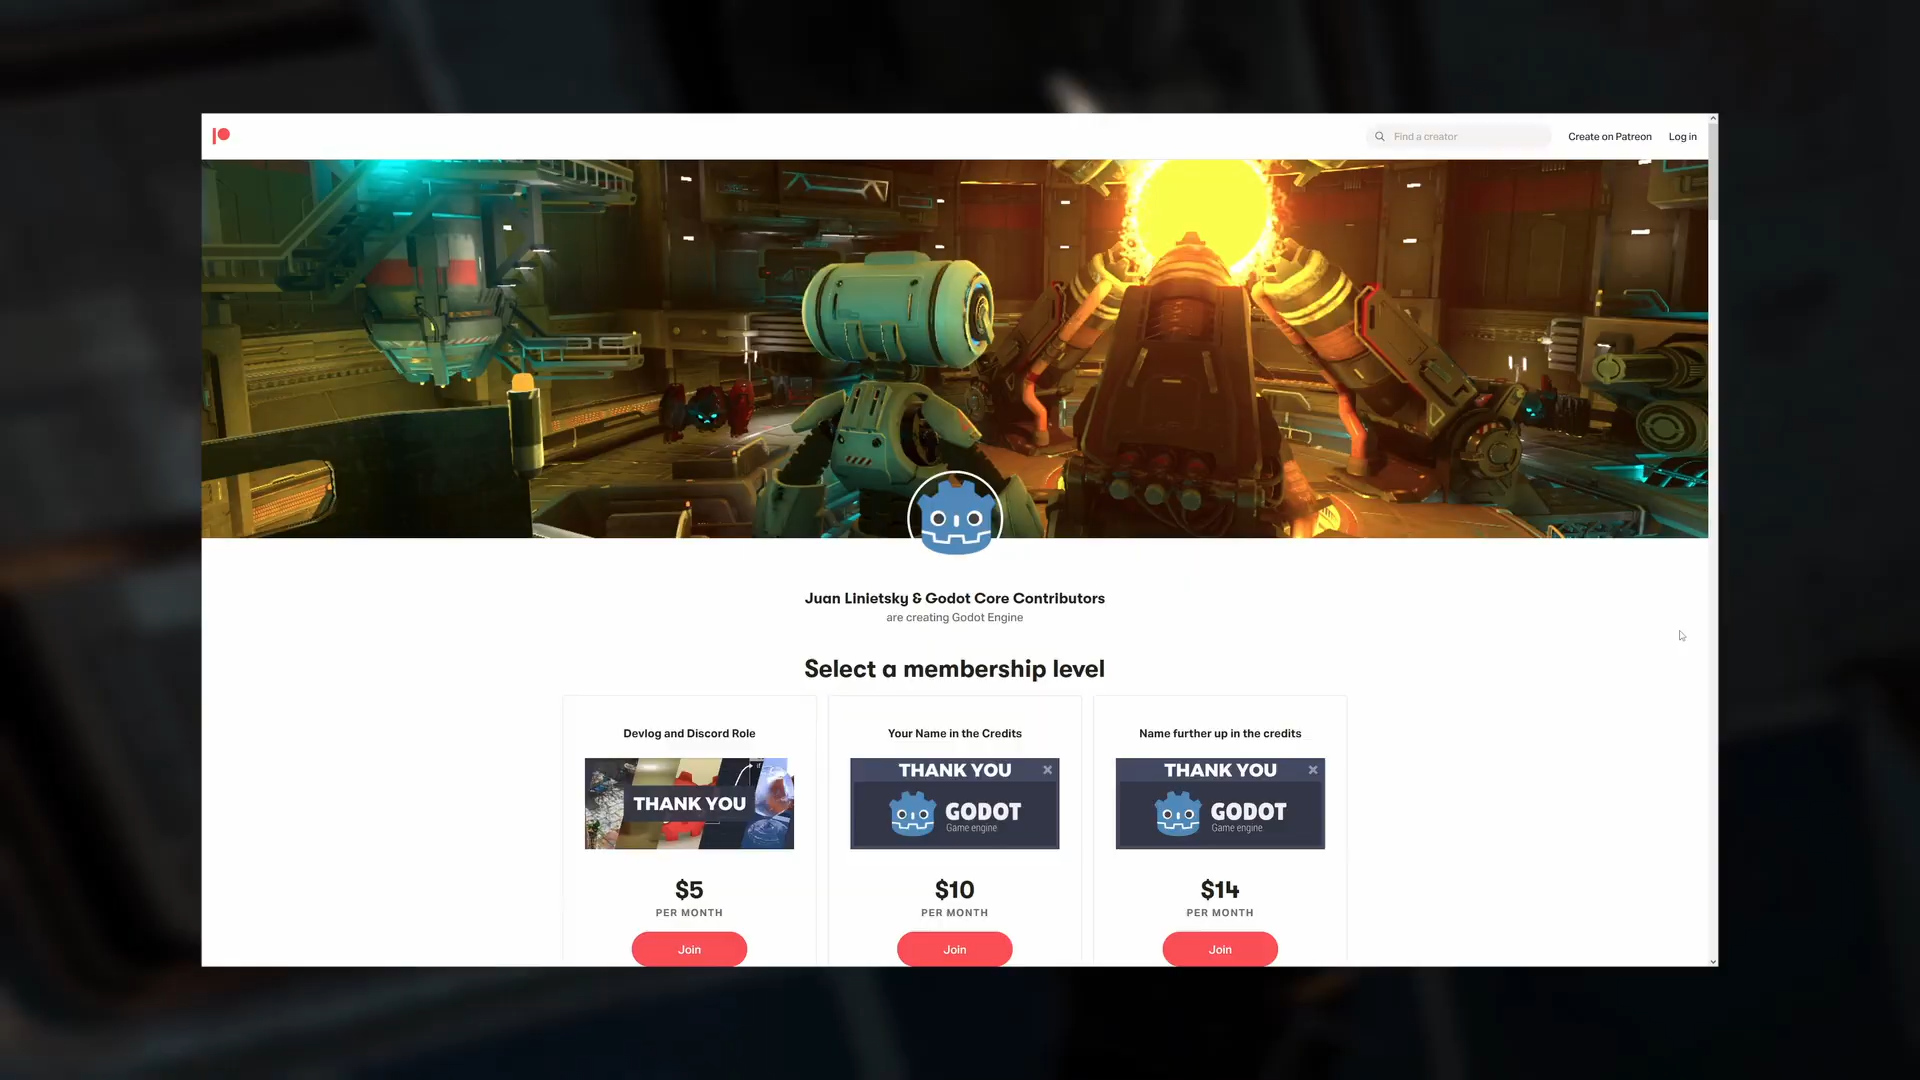 Find a creator
Create on Patreon
Log in
Juan Linietsky & Godot Core Contributors
are creating Godot Engine
Select a membership level
Devlog and Discord Role
THANK YOU
$5
PER MONTH
Join
Your Name in the Credits
THANK YOU
GODOT
Game engine
$10
PER MONTH
Join
Name further up in the credits
THANK YOU
GODOT
Game engine
$14
PER MONTH
Join